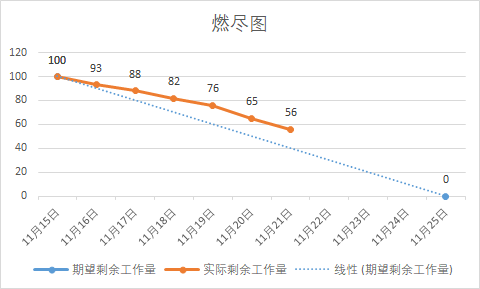 燃尽图
120
100
80
60
40
20
0
100
93
88
82
76
65
56
0
11月15日
11月16日
11月17日
11月18日
11月19日
11月20日
11月21日
11月22日
11月23日
11月24日
11月25日
期望剩余工作量 实际剩余工作量 线性 (期望剩余工作量)